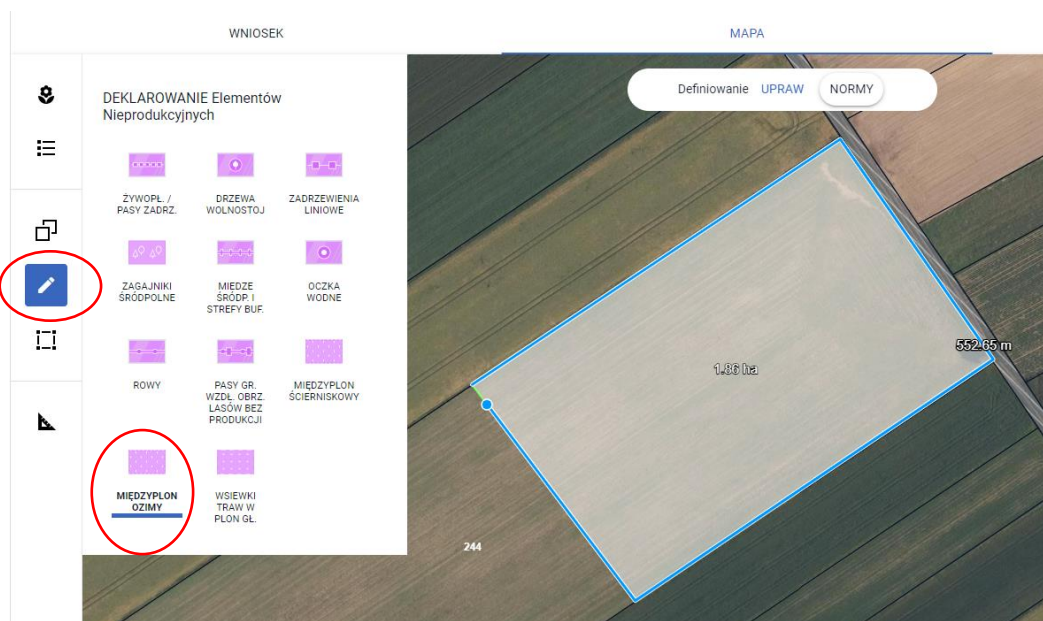 WNIOSEK
MAPA
DEKLAROWANIE Elementów
Nieprodukcyjnych
Definiowanie UPRAW NORMY
ŻYWOPŁ. /
PASY ZADRZ.
DRZEWA
WOLNOSTOJ
ZADRZEWIENIA
LINIOWE
ZAGAJNIKI
ŚRÓDPOLNE
MIEDZE
ŚRÓDP. I
STREFY BUF.
OCZKA
WODNE
ROWY
PASY GR.
WZDŁ. OBRZ.
LASÓW BEZ
PRODUKCJI
MIĘDZYPLON
ŚCIERNISKOWY
MIĘDZYPLON
OZIMY
WSIEWKI
TRAW W
PLON GŁ.
552.65 m
1.86 ha
244